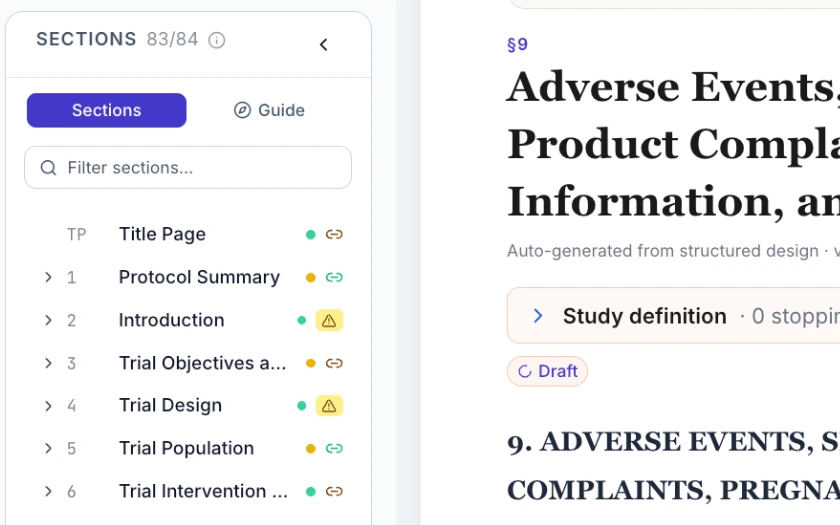 SECTIONS 83/84
Sections
Guide
Filter sections...
TP Title Page
1 Protocol Summary
2 Introduction
3 Trial Objectives a...
4 Trial Design
5 Trial Population
6 Trial Intervention ...
§9
Adverse Events,
Product Compla
Information, an
Auto-generated from structured design · v
Study definition · 0 stoppin
Draft
9. ADVERSE EVENTS, S
COMPLAINTS, PREGNA